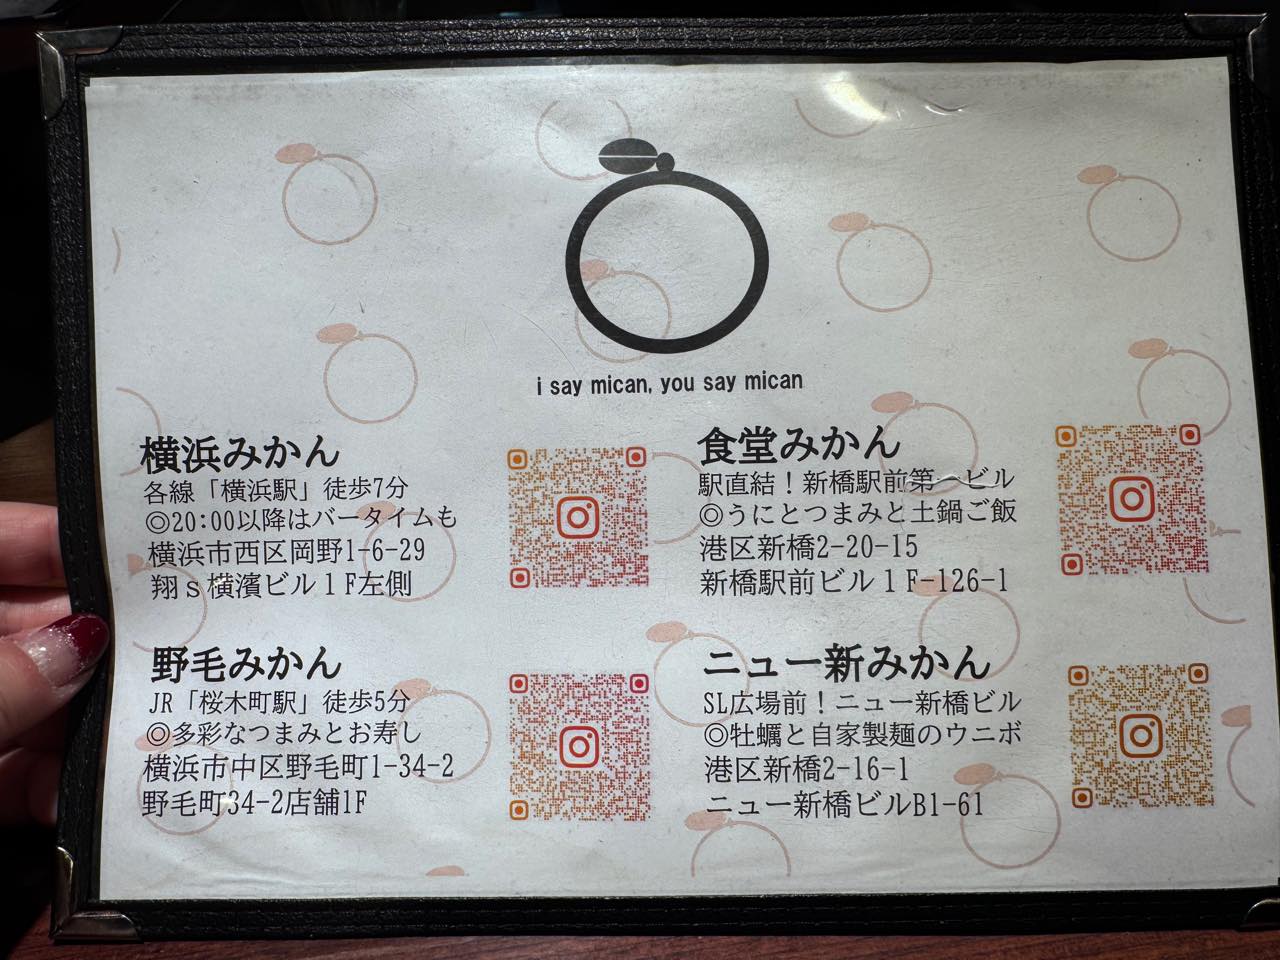 i say mican, you say mican
横浜みかん
各線「横浜駅」徒歩7分
◎20:00以降はバータイムも
横浜市西区岡野1-6-29
翔ｓ横濱ビル１F左側
食堂みかん
駅直結！新橋駅前第一ビル
◎うにとつまみと土鍋ご飯
港区新橋2-20-15
新橋駅前ビル１F-126-1
野毛みかん
JR「桜木町駅」徒歩5分
◎多彩なつまみとお寿し
横浜市中区野毛町1-34-2
野毛町34-2店舗1F
ニュー新みかん
SL広場前！ニュー新橋ビル
◎牡蠣と自家製麺のウニボ
港区新橋2-16-1
ニュー新橋ビルB1-61